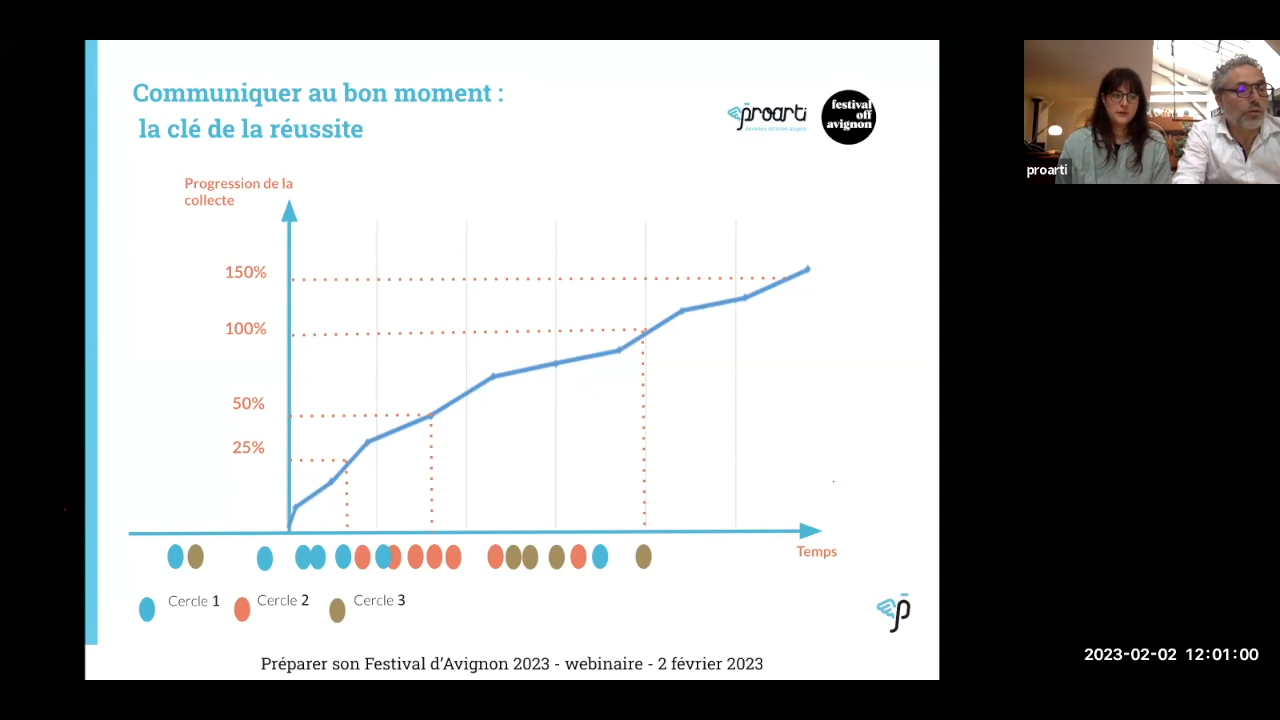 Communiquer au bon moment :
la clé de la réussite
proarti
festival
off
avignon
Progression de la
collecte
150%
100%
50%
25%
Temps
Cercle 1
Cercle 2
Cercle 3
Préparer son Festival d'Avignon 2023 - webinaire - 2 février 2023
proarti
2023-02-02 12:01:00